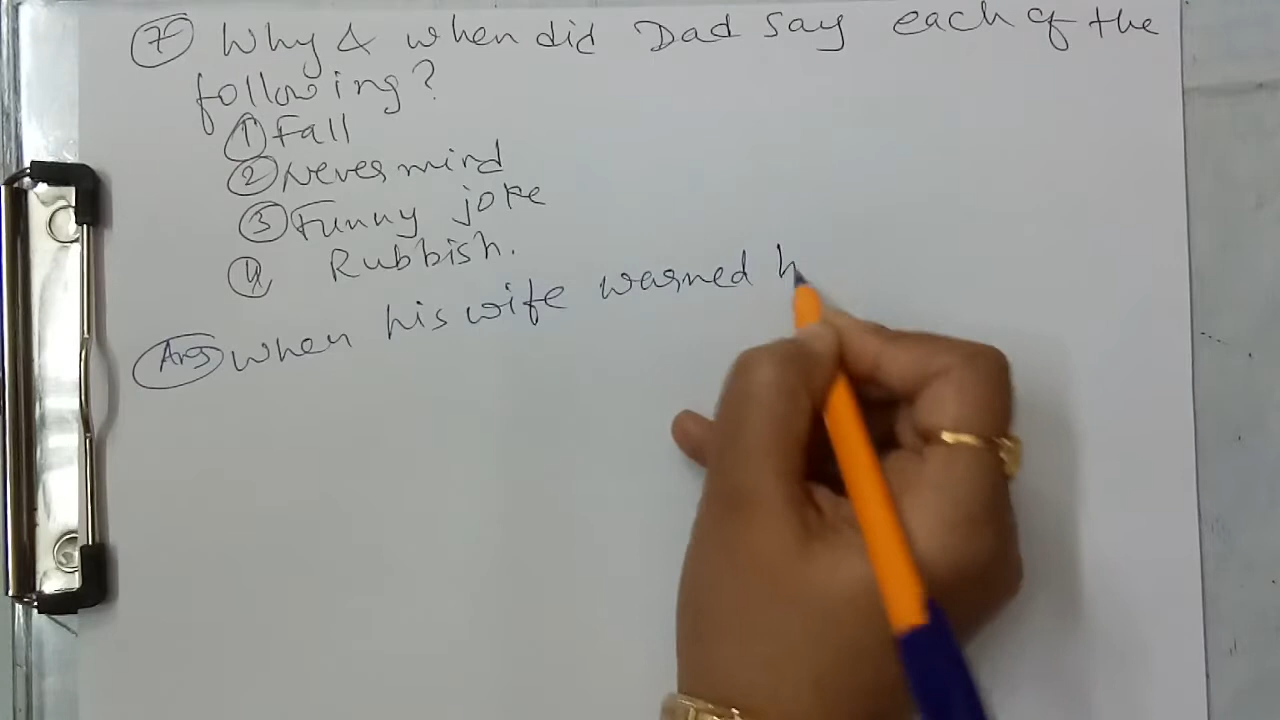 7 Why & when did Dad say each of the
following?
1 Fall
2 Never mind
3 Funny joke
4 Rubbish.
Ans when his wife warned h